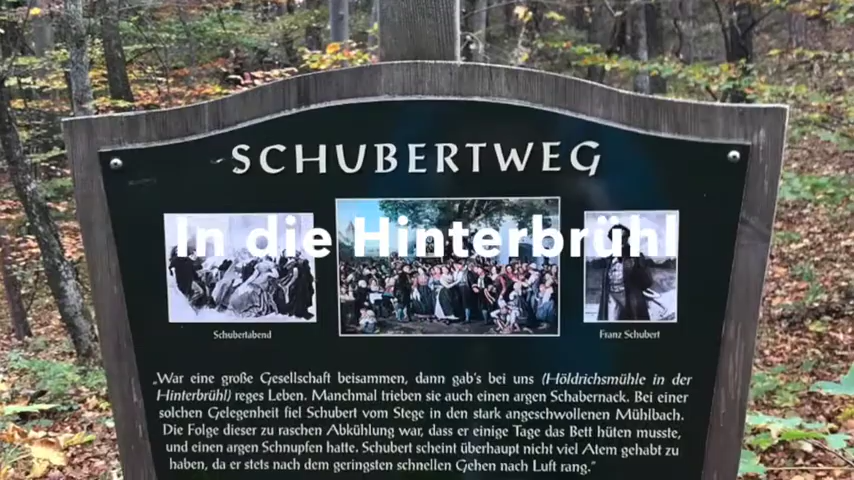 SCHUBERTWEG
In die Hinterbrühl
Schubertabend
Franz Schubert
„War eine große Gesellschaft beisammen, dann gab's bei uns (Höldrichsmühle in der
Hinterbrühl) reges Leben. Manchmal trieben sie auch einen argen Schabernack. Bei einer
solchen Gelegenheit fiel Schubert vom Stege in den stark angeschwollenen Mühlbach.
Die Folge dieser zu raschen Abkühlung war, dass er einige Tage das Bett hüten musste,
und einen argen Schnupfen hatte. Schubert scheint überhaupt nicht viel Atem gehabt zu
haben, da er stets nach dem geringsten schnellen Gehen nach Luft rang.“